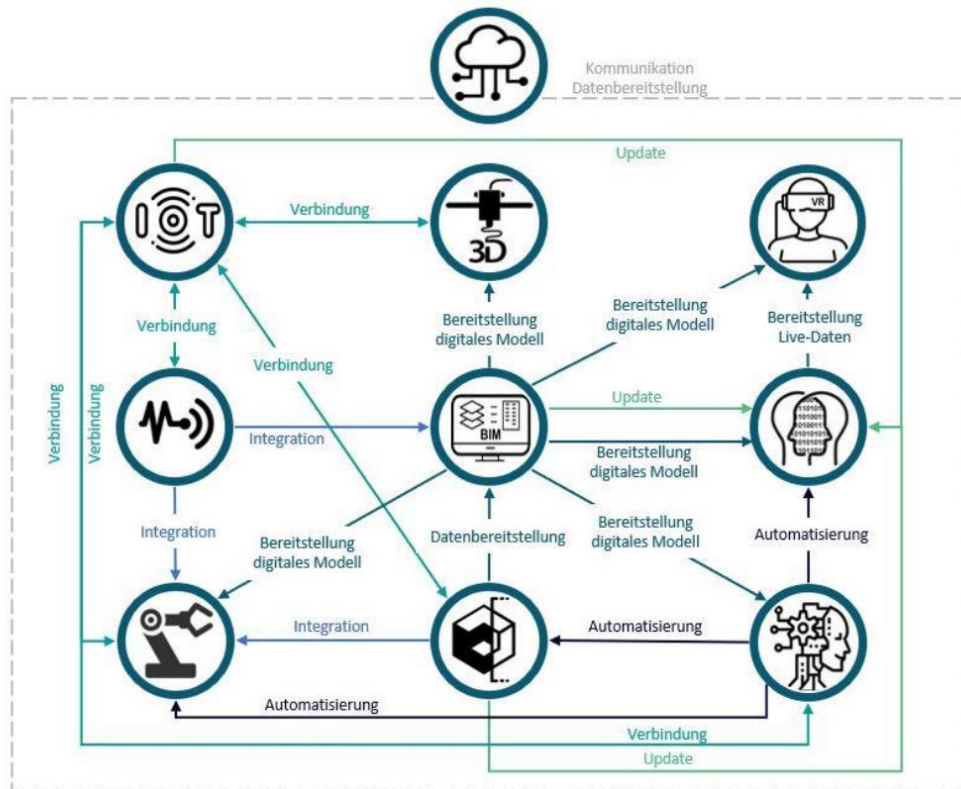 Kommunikation
Datenbereitstellung
Update
IOT
Verbindung
3D
VR
Verbindung
Bereitstellung
digitales Modell
Bereitstellung
digitales Modell
Bereitstellung
Live-Daten
Verbindung
Verbindung
Verbindung
Integration
BIM
Update
Bereitstellung
digitales Modell
Integration
Bereitstellung
digitales Modell
Datenbereitstellung
Bereitstellung
digitales Modell
Automatisierung
Integration
Automatisierung
Automatisierung
Verbindung
Update